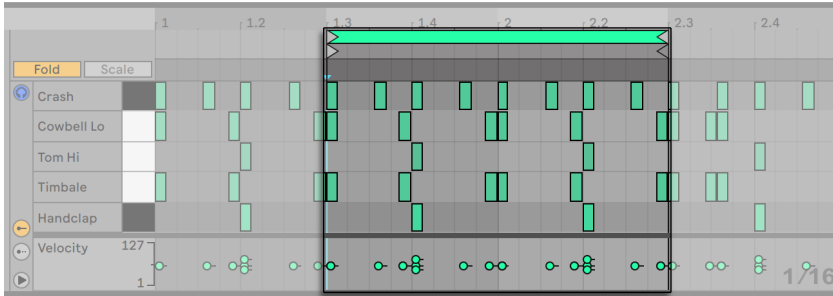 1 1.2 1.3 1.4 2 2.2 2.3 2.4
Fold Scale
Crash
Cowbell Lo
Tom Hi
Timbale
Handclap
Velocity 127
1
1/16